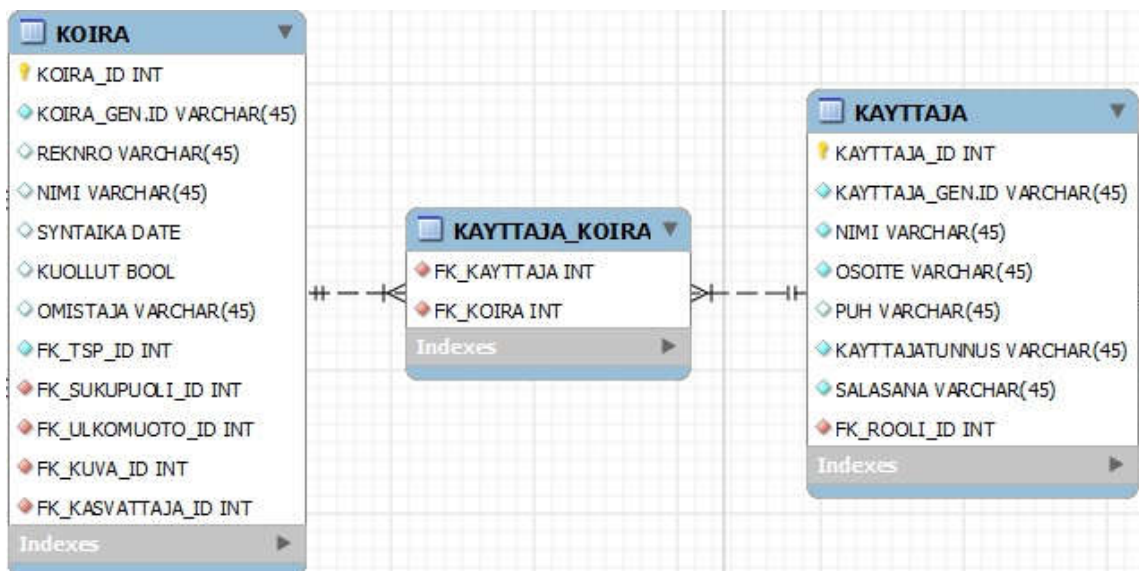 KOIRA
KOIRA_ID INT
KOIRA_GEN.ID VARCHAR(45)
REKNRO VARCHAR(45)
NIMI VARCHAR(45)
SYNTAIKA DATE
KUOLLUT BOOL
OMISTAJA VARCHAR(45)
FK_TSP_ID INT
FK_SUKUPUOLI_ID INT
FK_ULKOMUOTO_ID INT
FK_KUVA_ID INT
FK_KASVATTAJA_ID INT
Indexes
KAYTTAJA_KOIRA
FK_KAYTTAJA INT
FK_KOIRA INT
Indexes
KAYTTAJA
KAYTTAJA_ID INT
KAYTTAJA_GEN.ID VARCHAR(45)
NIMI VARCHAR(45)
OSOITE VARCHAR(45)
PUH VARCHAR(45)
KAYTTAJATUNNUS VARCHAR(45)
SALASANA VARCHAR(45)
FK_ROOLI_ID INT
Indexes